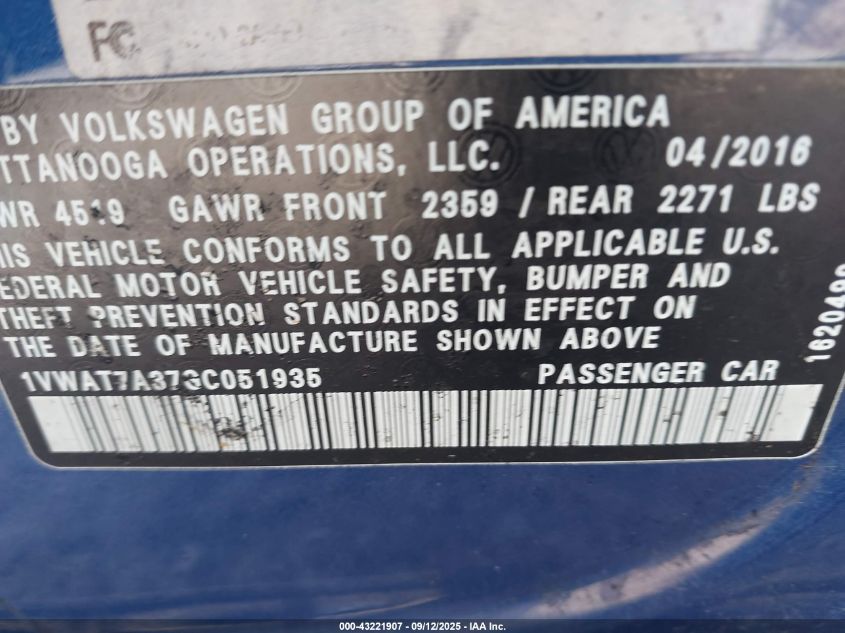 FC
BY VOLKSWAGEN GROUP OF AMERICA
TTANOOGA OPERATIONS, LLC. 04/2016
WR 4519 GAWR FRONT 2359 / REAR 2271 LBS
IS VEHICLE CONFORMS TO ALL APPLICABLE U.S.
EDERAL MOTOR VEHICLE SAFETY, BUMPER AND
THEFT PREVENTION STANDARDS IN EFFECT ON
THE DATE OF MANUFACTURE SHOWN ABOVE
1VWAT7A373C051935 PASSENGER CAR
1620490
000-43221907 - 09/12/2025 - IAA Inc.